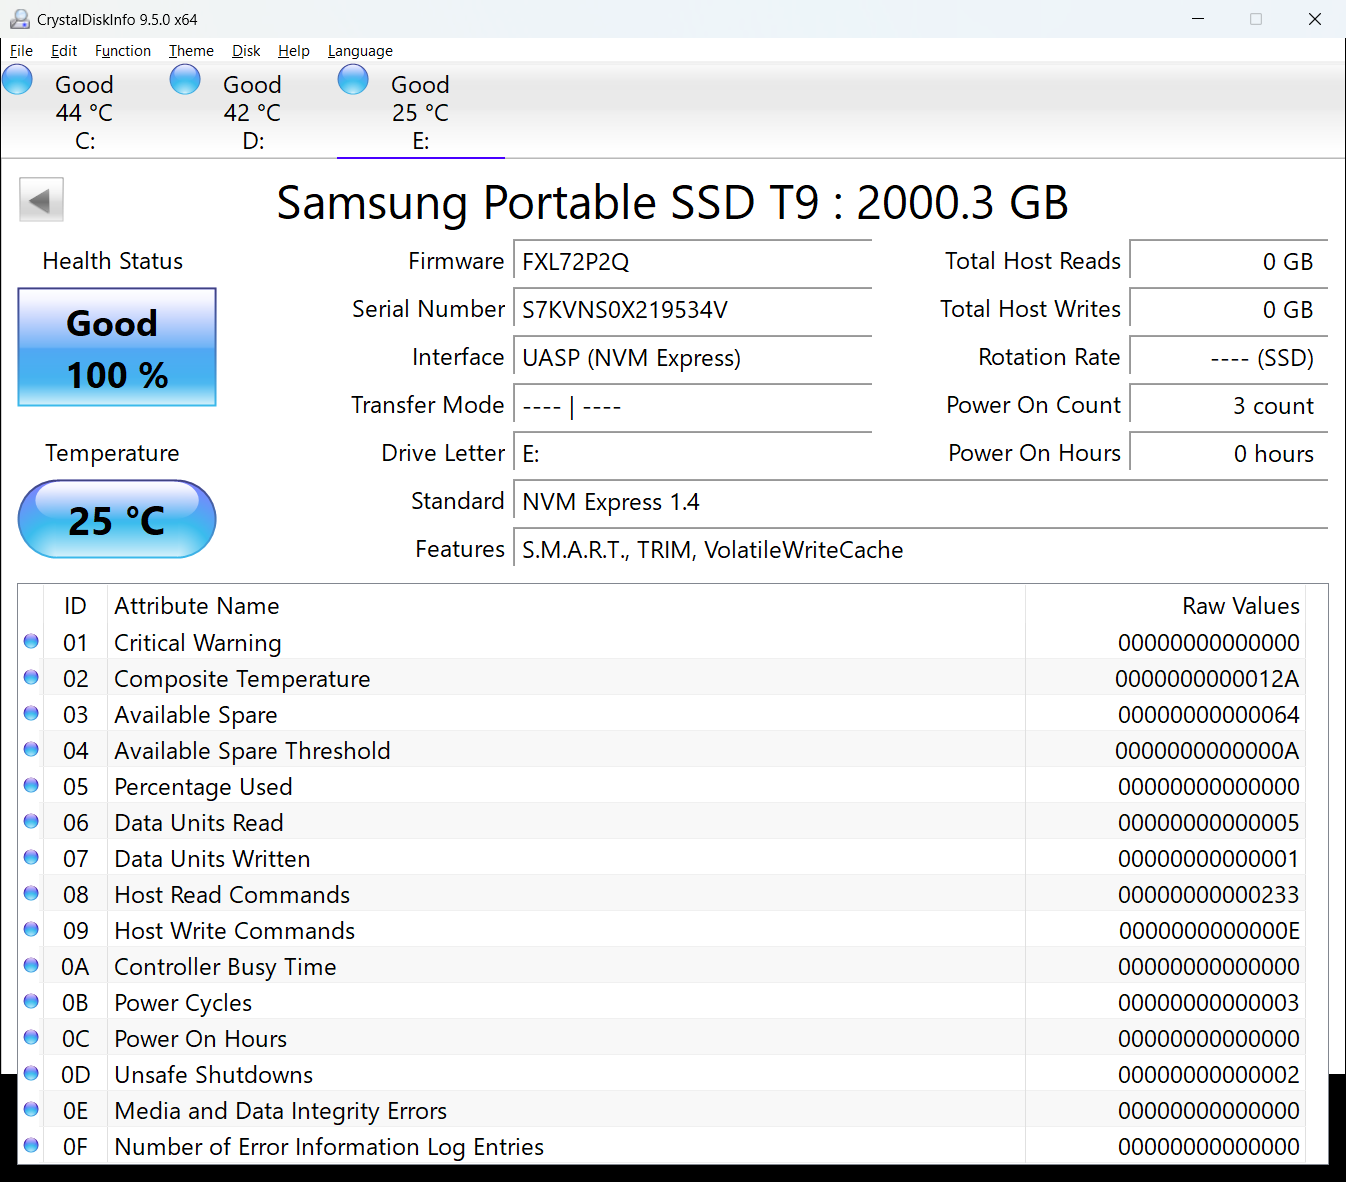 CrystalDiskInfo 9.5.0 x64
File Edit Function Theme Disk Help Language
Good Good Good
44 °C 42 °C 25 °C
C: D: E:
Samsung Portable SSD T9 : 2000.3 GB
Health Status
Good
100 %
Temperature
25 °C
Firmware FXL72P2Q
Serial Number S7KVNS0X219534V
Interface UASP (NVM Express)
Transfer Mode ---- | ----
Drive Letter E:
Standard NVM Express 1.4
Features S.M.A.R.T., TRIM, VolatileWriteCache
Total Host Reads 0 GB
Total Host Writes 0 GB
Rotation Rate ---- (SSD)
Power On Count 3 count
Power On Hours 0 hours
ID Attribute Name Raw Values
01 Critical Warning 00000000000000
02 Composite Temperature 0000000000012A
03 Available Spare 00000000000064
04 Available Spare Threshold 0000000000000A
05 Percentage Used 00000000000000
06 Data Units Read 00000000000005
07 Data Units Written 00000000000001
08 Host Read Commands 00000000000233
09 Host Write Commands 0000000000000E
0A Controller Busy Time 00000000000000
0B Power Cycles 00000000000003
0C Power On Hours 00000000000000
0D Unsafe Shutdowns 00000000000002
0E Media and Data Integrity Errors 00000000000000
0F Number of Error Information Log Entries 00000000000000